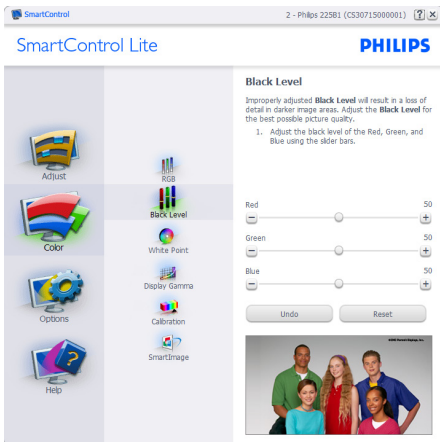 SmartControl
2 - Philips 225B1 (CS30715000001)
SmartControl Lite
PHILIPS
Adjust
Color
Options
Help
RGB
Black Level
White Point
Display Gamma
Calibration
SmartImage
Black Level
Improperly adjusted Black Level will result in a loss of
detail in darker image areas. Adjust the Black Level for
the best possible picture quality.
1. Adjust the black level of the Red, Green, and
Blue using the slider bars.
Red 50
Green 50
Blue 50
Undo Reset